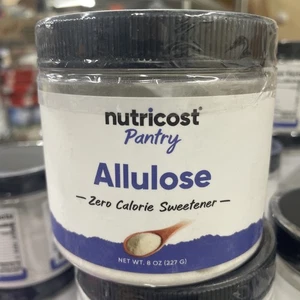 nutricost®
Pantry
Allulose
— Zero Calorie Sweetener —
NET WT. 8 OZ (227 G)